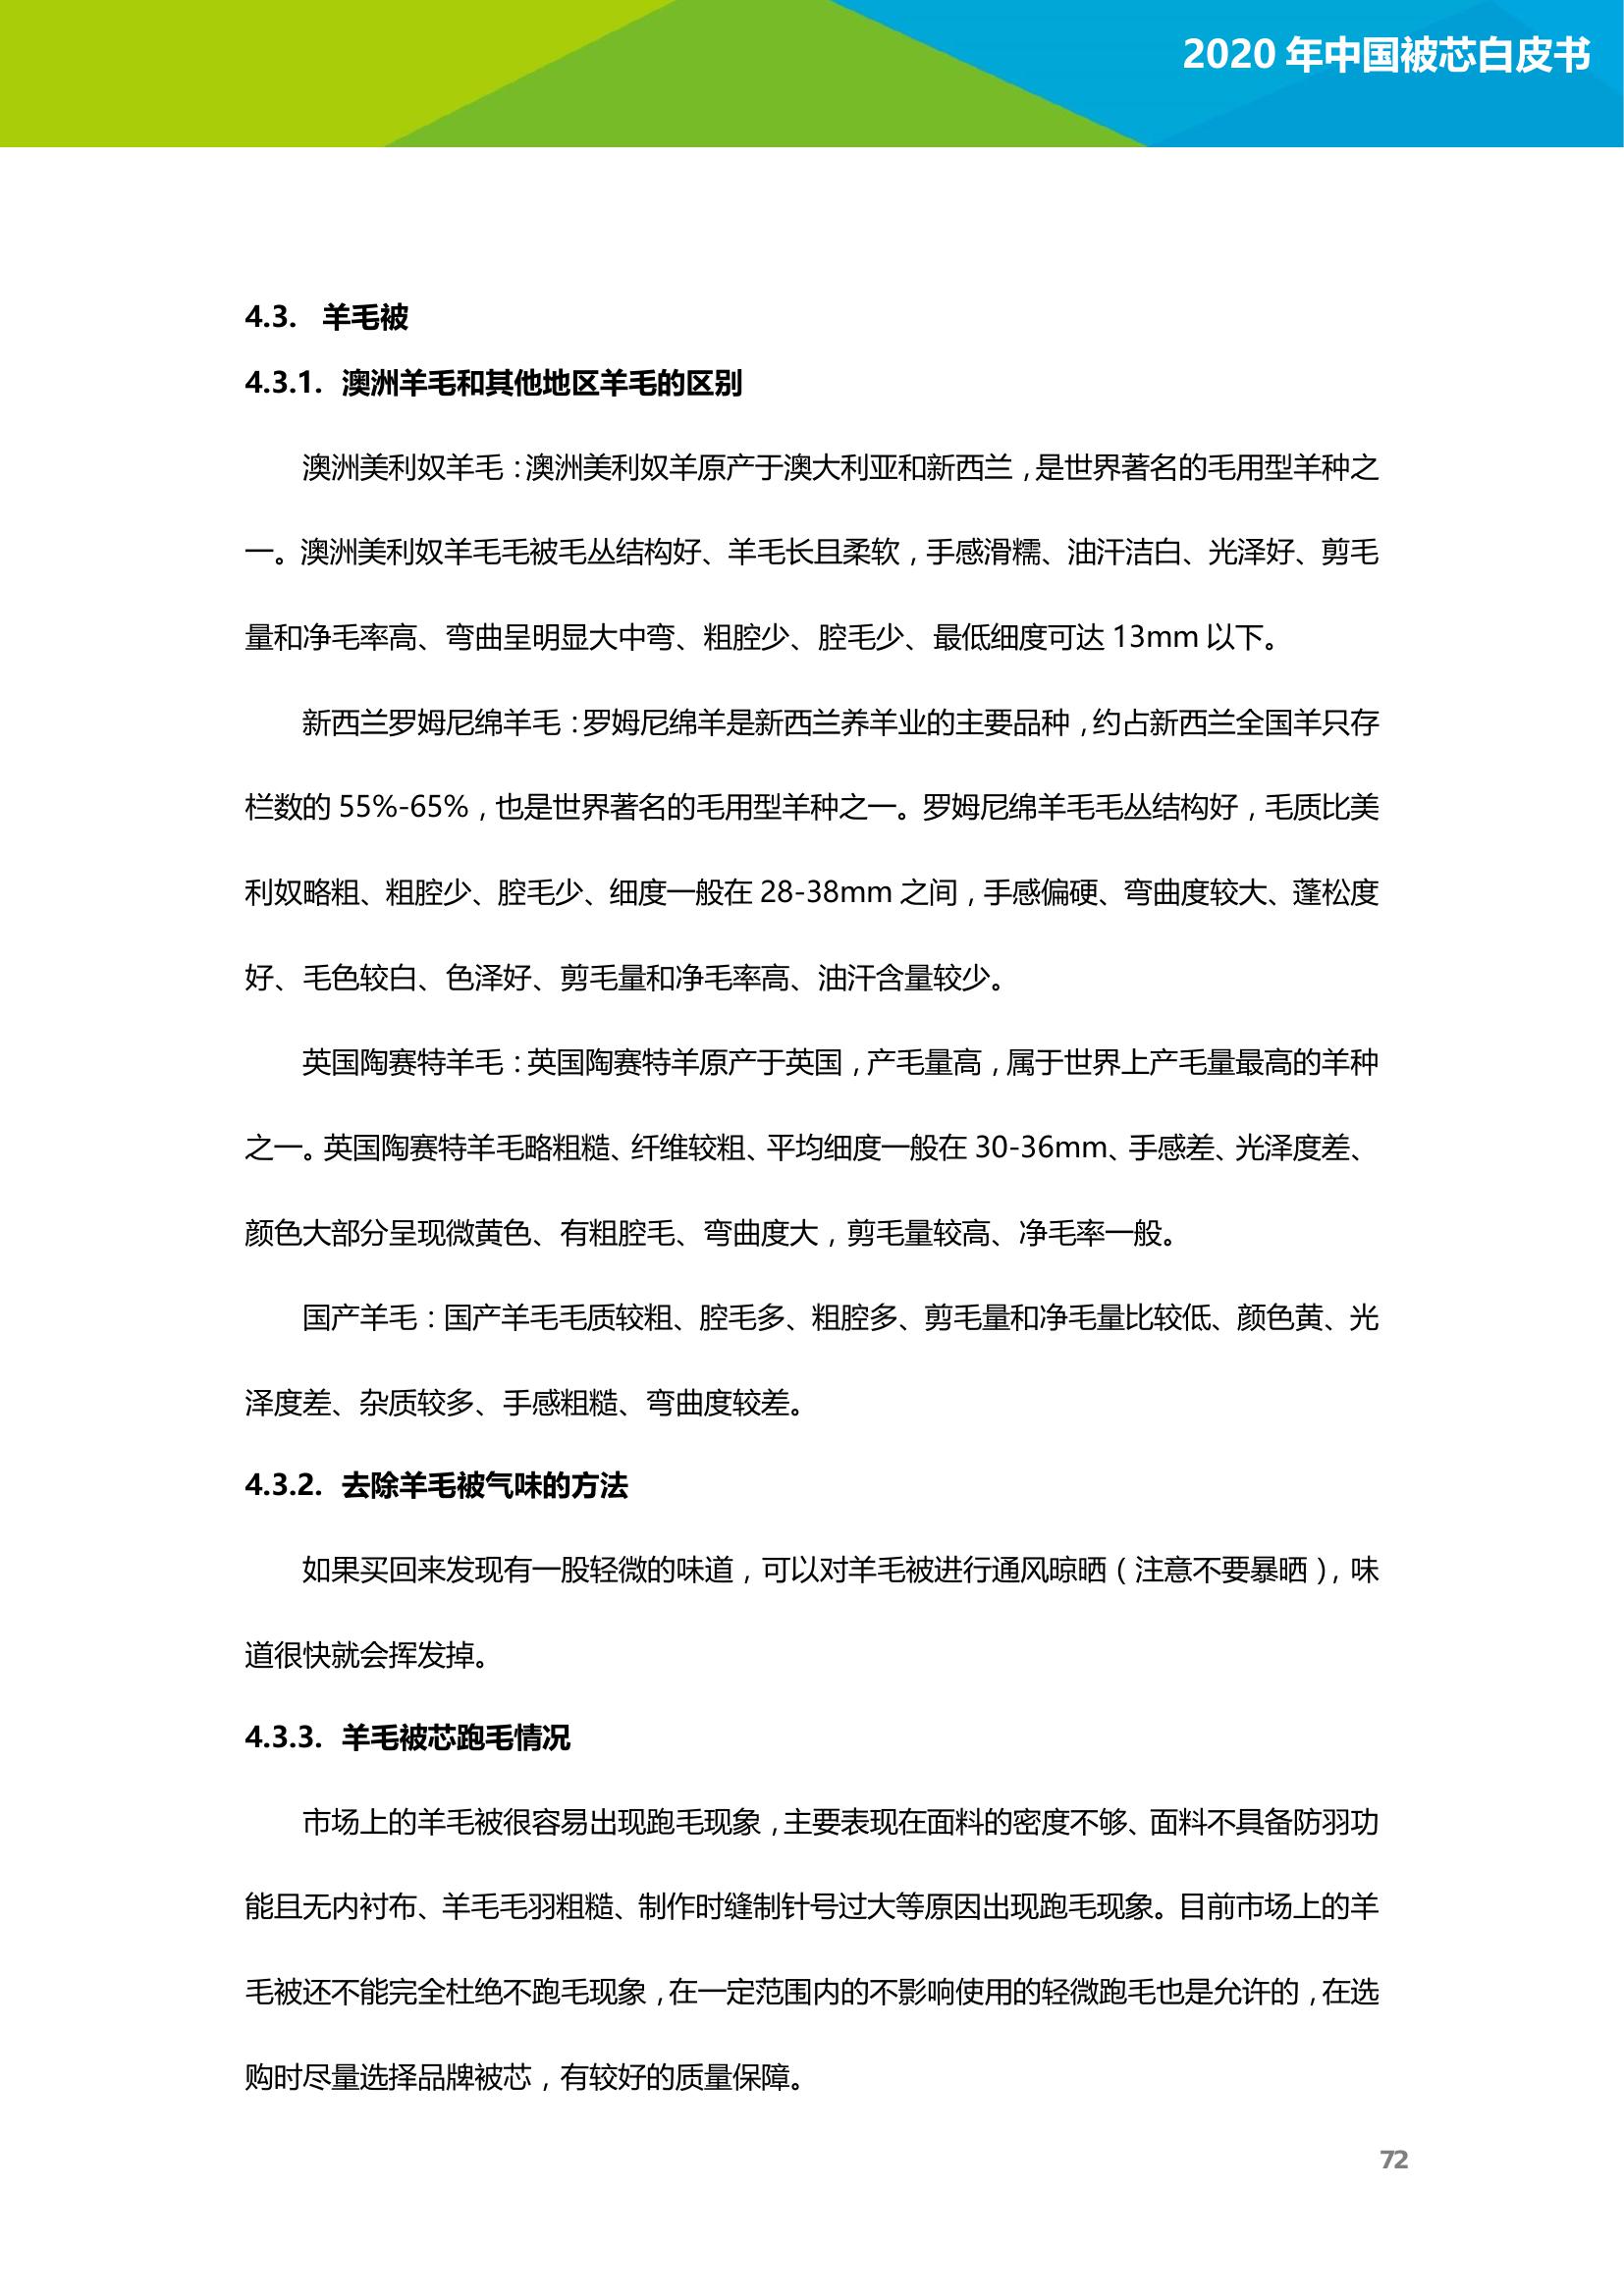 2020 年中国被芯白皮书
4.3. 羊毛被
4.3.1. 澳洲羊毛和其他地区羊毛的区别
澳洲美利奴羊毛：澳洲美利奴羊原产于澳大利亚和新西兰，是世界著名的毛用型羊种之
一。澳洲美利奴羊毛毛被毛丛结构好、羊毛长且柔软，手感滑糯、油汗洁白、光泽好、剪毛
量和净毛率高、弯曲呈明显大中弯、粗腔少、腔毛少、最低细度可达 13mm 以下。
新西兰罗姆尼绵羊毛：罗姆尼绵羊是新西兰养羊业的主要品种，约占新西兰全国羊只存
栏数的 55%-65%，也是世界著名的毛用型羊种之一。罗姆尼绵羊毛毛丛结构好，毛质比美
利奴略粗、粗腔少、腔毛少、细度一般在 28-38mm 之间，手感偏硬、弯曲度较大、蓬松度
好、毛色较白、色泽好、剪毛量和净毛率高、油汗含量较少。
英国陶赛特羊毛：英国陶赛特羊原产于英国，产毛量高，属于世界上产毛量最高的羊种
之一。英国陶赛特羊毛略粗糙、纤维较粗、平均细度一般在 30-36mm、手感差、光泽度差、
颜色大部分呈现微黄色、有粗腔毛、弯曲度大，剪毛量较高、净毛率一般。
国产羊毛：国产羊毛毛质较粗、腔毛多、粗腔多、剪毛量和净毛量比较低、颜色黄、光
泽度差、杂质较多、手感粗糙、弯曲度较差。
4.3.2. 去除羊毛被气味的方法
如果买回来发现有一股轻微的味道，可以对羊毛被进行通风晾晒（注意不要暴晒），味
道很快就会挥发掉。
4.3.3. 羊毛被芯跑毛情况
市场上的羊毛被很容易出现跑毛现象，主要表现在面料的密度不够、面料不具备防羽功
能且无内衬布、羊毛毛羽粗糙、制作时缝制针号过大等原因出现跑毛现象。目前市场上的羊
毛被还不能完全杜绝不跑毛现象，在一定范围内的不影响使用的轻微跑毛也是允许的，在选
购时尽量选择品牌被芯，有较好的质量保障。
72